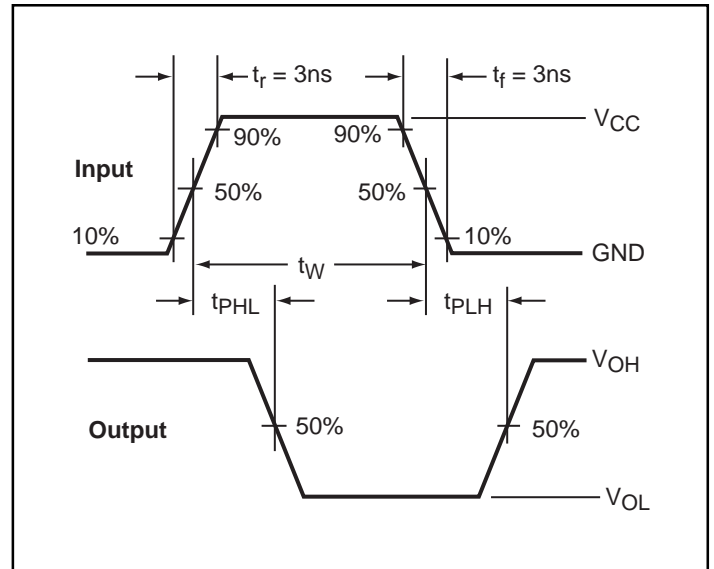 tr = 3ns
tf = 3ns
VCC
90%
90%
Input
50%
50%
10%
10%
GND
tW
tPHL
tPLH
VOH
Output
50%
50%
VOL